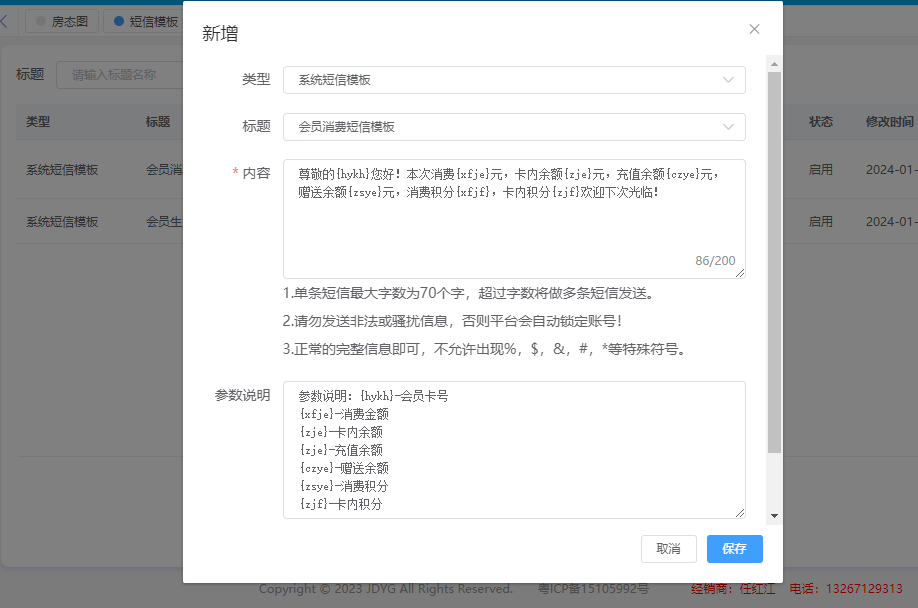 房态图
短信模板
标题
请输入标题名称
类型
标题
状态
修改时间
系统短信模板
会员消
启用
2024-01-
系统短信模板
会员生
启用
2024-01-
新增
类型
系统短信模板
标题
会员消费短信模板
* 内容
尊敬的{hykh}您好！本次消费{xfje}元，卡内余额{zje}元，充值余额{czye}元，
赠送余额{zsye}元，消费积分{xfjf}，卡内积分{zjf}欢迎下次光临！
86/200
1.单条短信最大字数为70个字，超过字数将做多条短信发送。
2.请勿发送非法或骚扰信息，否则平台会自动锁定账号！
3.正常的完整信息即可，不允许出现%，$，&，#，*等特殊符号。
参数说明
参数说明：{hykh}-会员卡号
{xfje}-消费金额
{zje}-卡内余额
{zje}-充值余额
{czye}-赠送余额
{zsye}-消费积分
{zjf}-卡内积分
取消
保存
Copyright © 2023 JDYG All Rights Reserved. 粤ICP备15105992号
经销商：任红江 电话：13267129313